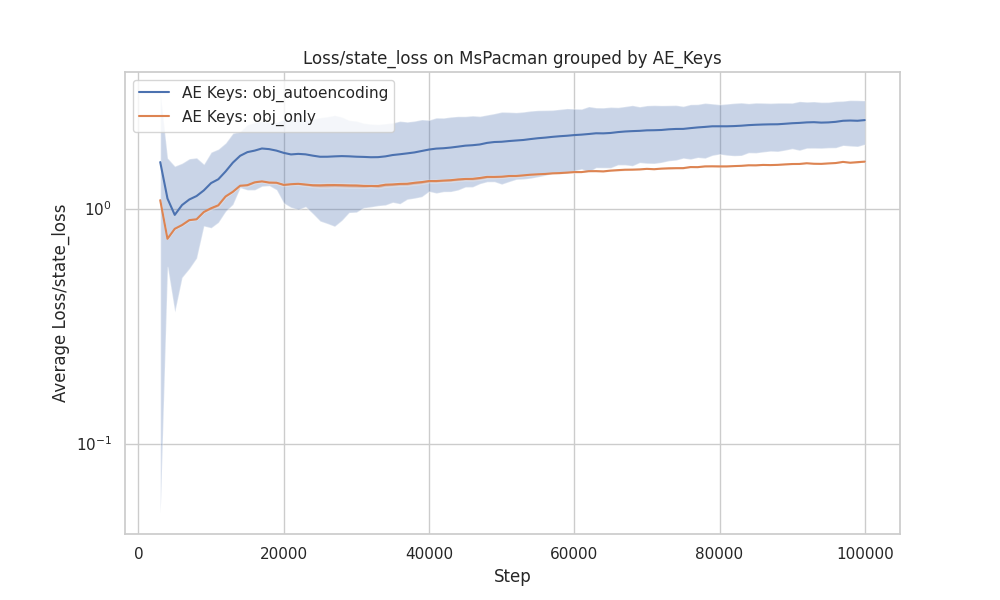 Loss/state_loss on MsPacman grouped by AE_Keys
AE Keys: obj_autoencoding
AE Keys: obj_only
Average Loss/state_loss
10⁰
10⁻¹
0 20000 40000 60000 80000 100000
Step